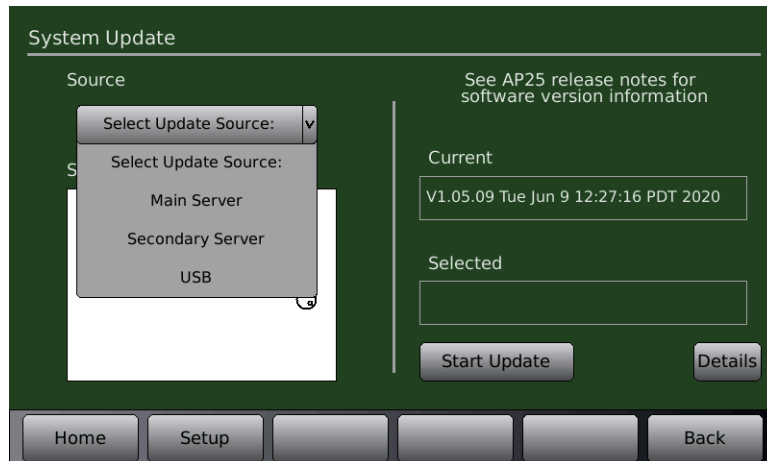 System Update
Source
See AP25 release notes for
software version information
Select Update Source:
Select Update Source:
Main Server
Secondary Server
USB
S
Current
V1.05.09 Tue Jun 9 12:27:16 PDT 2020
Selected
Start Update
Details
Home
Setup
Back